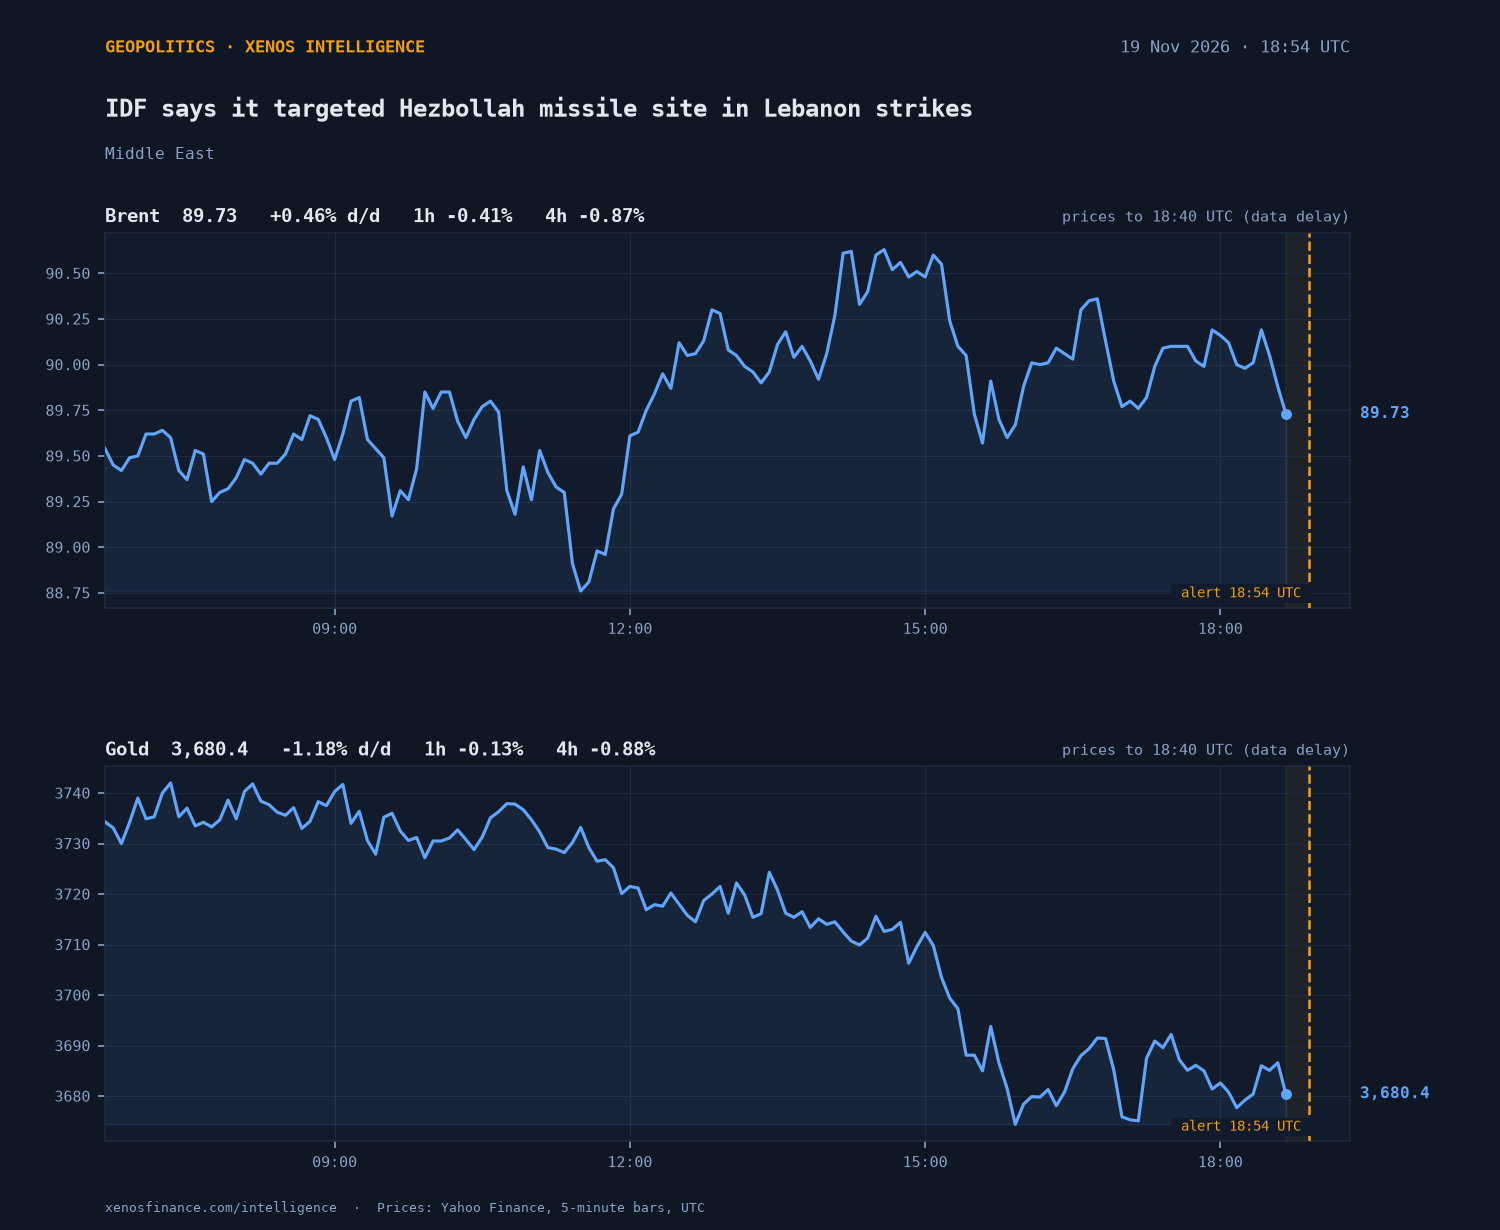 GEOPOLITICS · XENOS INTELLIGENCE
19 Nov 2026 · 18:54 UTC
IDF says it targeted Hezbollah missile site in Lebanon strikes
Middle East
Brent  89.73   +0.46% d/d   1h -0.41%   4h -0.87%
prices to 18:40 UTC (data delay)
90.50
90.25
90.00
89.75
89.50
89.25
89.00
88.75
89.73
alert 18:54 UTC
09:00
12:00
15:00
18:00
Gold  3,680.4   -1.18% d/d   1h -0.13%   4h -0.88%
prices to 18:40 UTC (data delay)
3740
3730
3720
3710
3700
3690
3680
3,680.4
alert 18:54 UTC
09:00
12:00
15:00
18:00
xenosfinance.com/intelligence  ·  Prices: Yahoo Finance, 5-minute bars, UTC